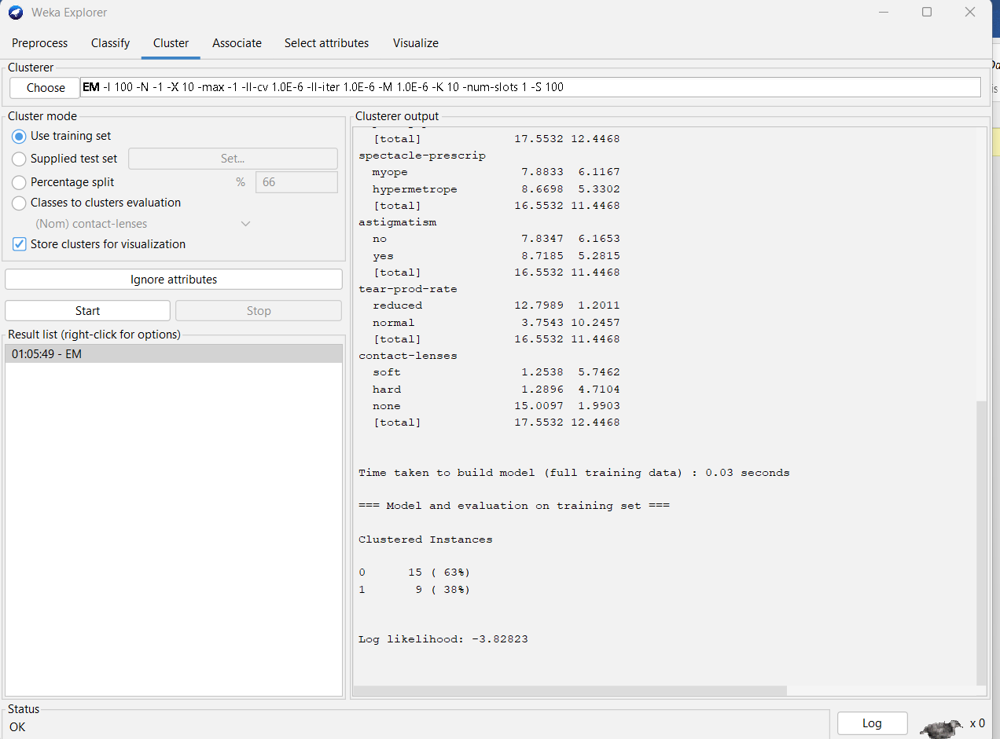 Weka Explorer
Preprocess Classify Cluster Associate Select attributes Visualize
Clusterer
Choose EM -I 100 -N -1 -X 10 -max -1 -ll-cv 1.0E-6 -ll-iter 1.0E-6 -M 1.0E-6 -K 10 -num-slots 1 -S 100
Cluster mode
Use training set
Supplied test set Set...
Percentage split % 66
Classes to clusters evaluation
(Nom) contact-lenses
Store clusters for visualization
Ignore attributes
Start Stop
Result list (right-click for options)
01:05:49 - EM
Clusterer output
[total] 17.5532 12.4468
spectacle-prescrip
myope 7.8833 6.1167
hypermetrope 8.6698 5.3302
[total] 16.5532 11.4468
astigmatism
no 7.8347 6.1653
yes 8.7185 5.2815
[total] 16.5532 11.4468
tear-prod-rate
reduced 12.7989 1.2011
normal 3.7543 10.2457
[total] 16.5532 11.4468
contact-lenses
soft 1.2538 5.7462
hard 1.2896 4.7104
none 15.0097 1.9903
[total] 17.5532 12.4468
Time taken to build model (full training data) : 0.03 seconds
=== Model and evaluation on training set ===
Clustered Instances
0 15 ( 63%)
1 9 ( 38%)
Log likelihood: -3.82823
Status
OK
Log x 0